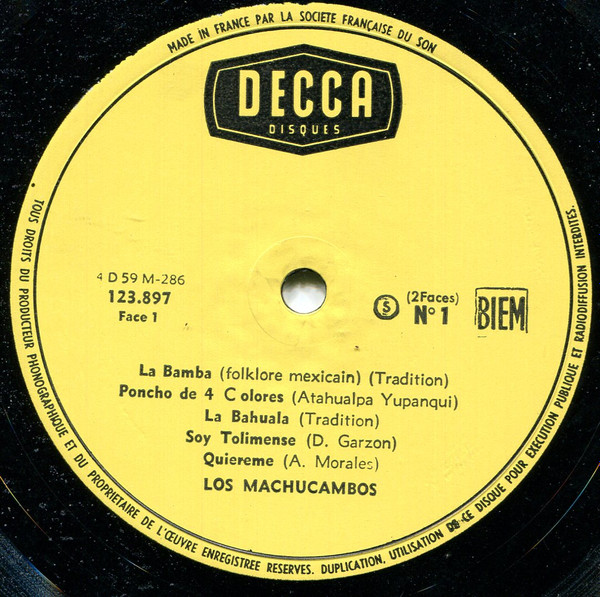 MADE IN FRANCE PAR LA SOCIETE FRANÇAISE DU SON
DECCA
DISQUES
4 D 59 M-286
123.897
Face 1
S
(2Faces)
N° 1
BIEM
La Bamba (folklore mexicain) (Tradition)
Poncho de 4 Colores (Atahualpa Yupanqui)
La Bahuala (Tradition)
Soy Tolimense (D. Garzon)
Quiereme (A. Morales)
LOS MACHUCAMBOS
TOUS DROITS DU PRODUCTEUR PHONOGRAPHIQUE ET DU PROPRIETAIRE DE L'ŒUVRE ENREGISTREE RESERVES. DUPLICATION, UTILISATION DE CE DISQUE POUR EXECUTION PUBLIQUE ET RADIODIFFUSION INTERDITES.